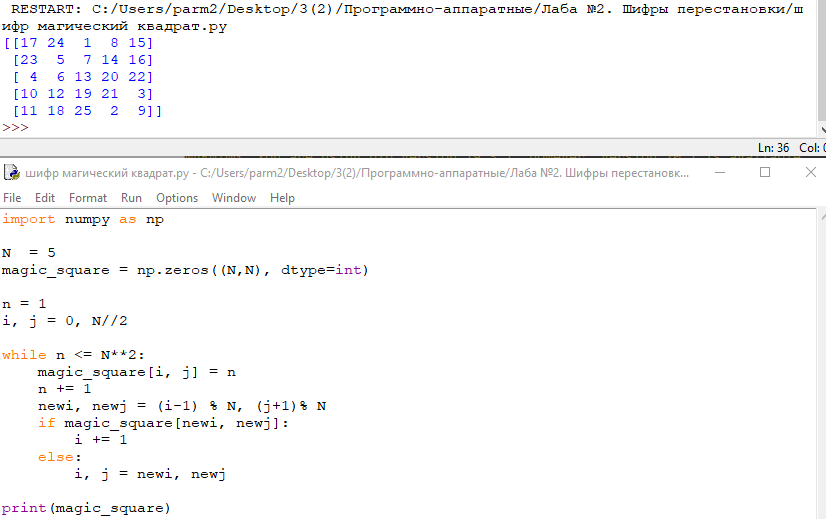 RESTART: C:/Users/parm2/Desktop/3(2)/Программно-аппаратные/Лаба №2. Шифры перестановки/ш
ифр магический квадрат.py
[[17 24  1  8 15]
 [23  5  7 14 16]
 [ 4  6 13 20 22]
 [10 12 19 21  3]
 [11 18 25  2  9]]
>>>
Ln: 36 Col:
шифр магический квадрат.py - C:/Users/parm2/Desktop/3(2)/Программно-аппаратные/Лаба №2. Шифры перестановк...
File Edit Format Run Options Window Help
import numpy as np
N  = 5
magic_square = np.zeros((N,N), dtype=int)
n = 1
i, j = 0, N//2
while n <= N**2:
    magic_square[i, j] = n
    n += 1
    newi, newj = (i-1) % N, (j+1)% N
    if magic_square[newi, newj]:
        i += 1
    else:
        i, j = newi, newj
print(magic_square)